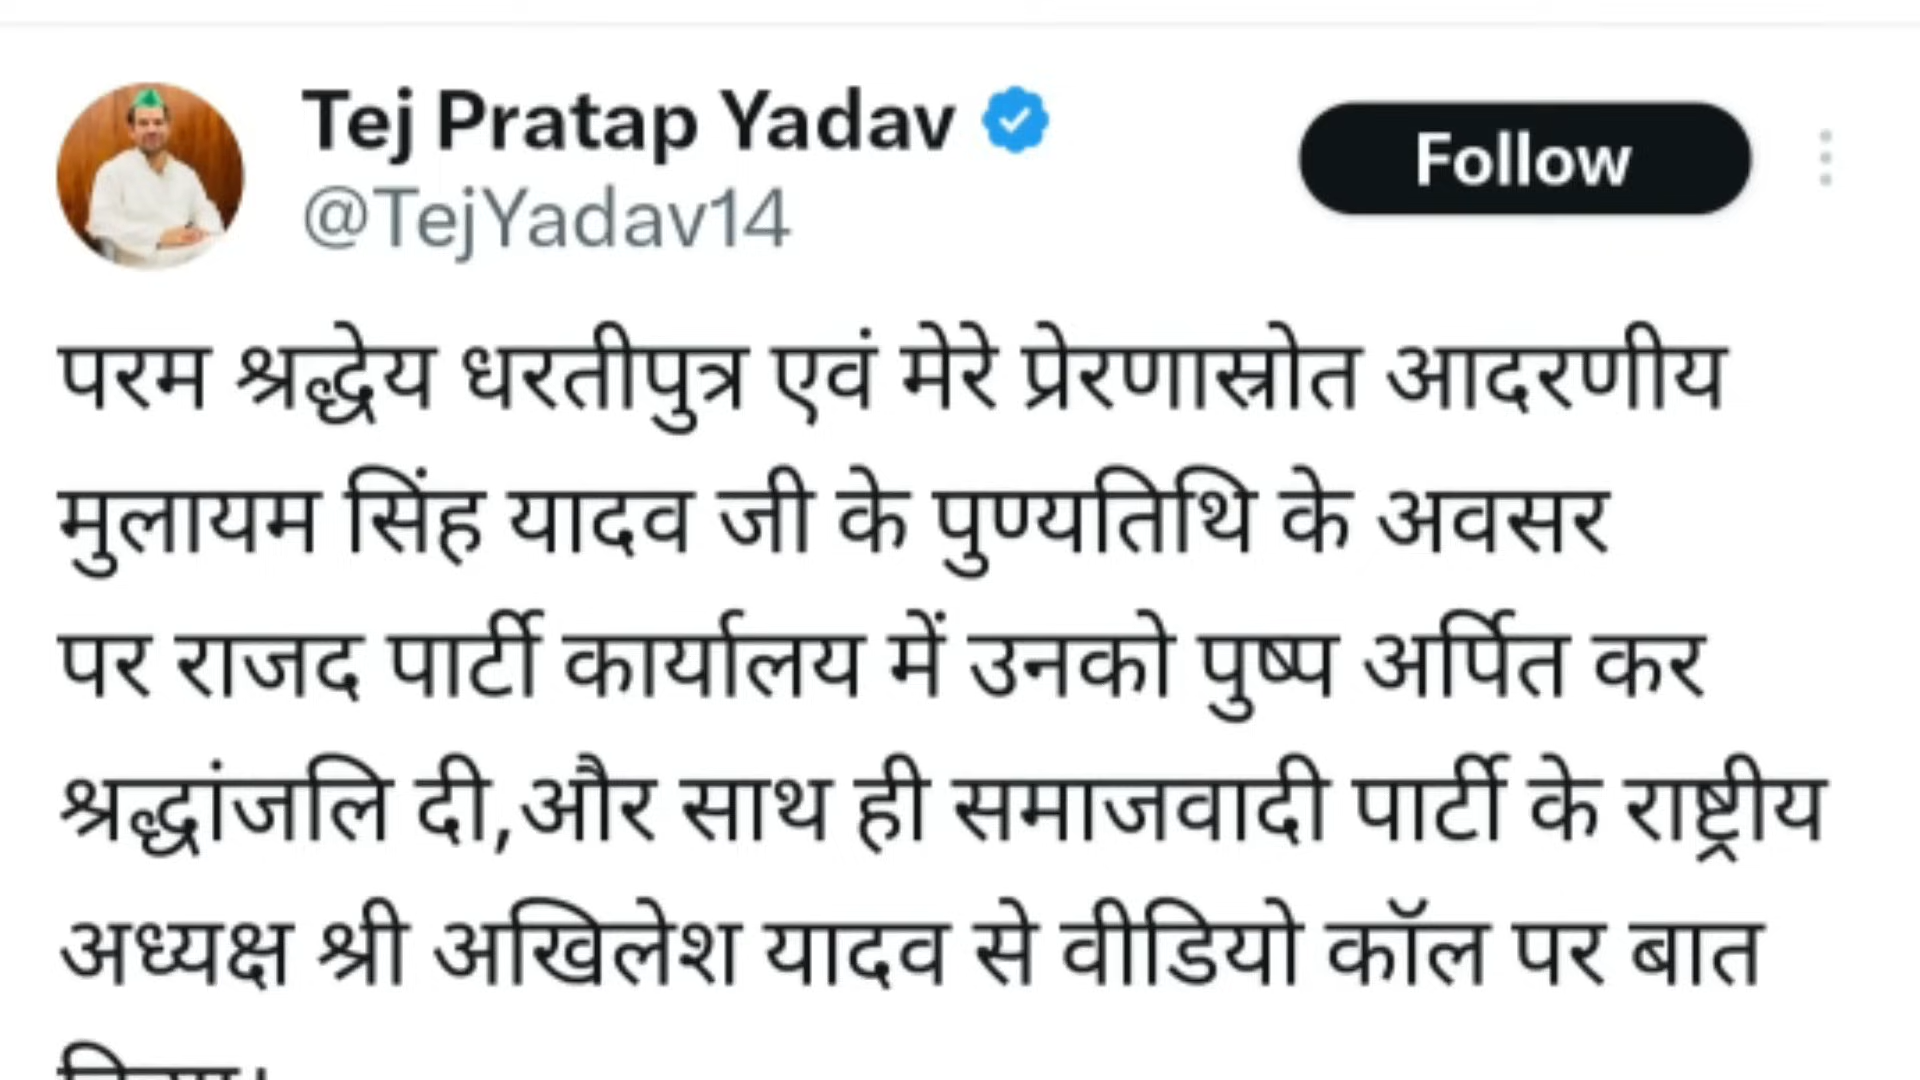 Tej Pratap Yadav
@TejYadav14
Follow
परम श्रद्धेय धरतीपुत्र एवं मेरे प्रेरणास्रोत आदरणीय
मुलायम सिंह यादव जी के पुण्यतिथि के अवसर
पर राजद पार्टी कार्यालय में उनको पुष्प अर्पित कर
श्रद्धांजलि दी,और साथ ही समाजवादी पार्टी के राष्ट्रीय
अध्यक्ष श्री अखिलेश यादव से वीडियो कॉल पर बात